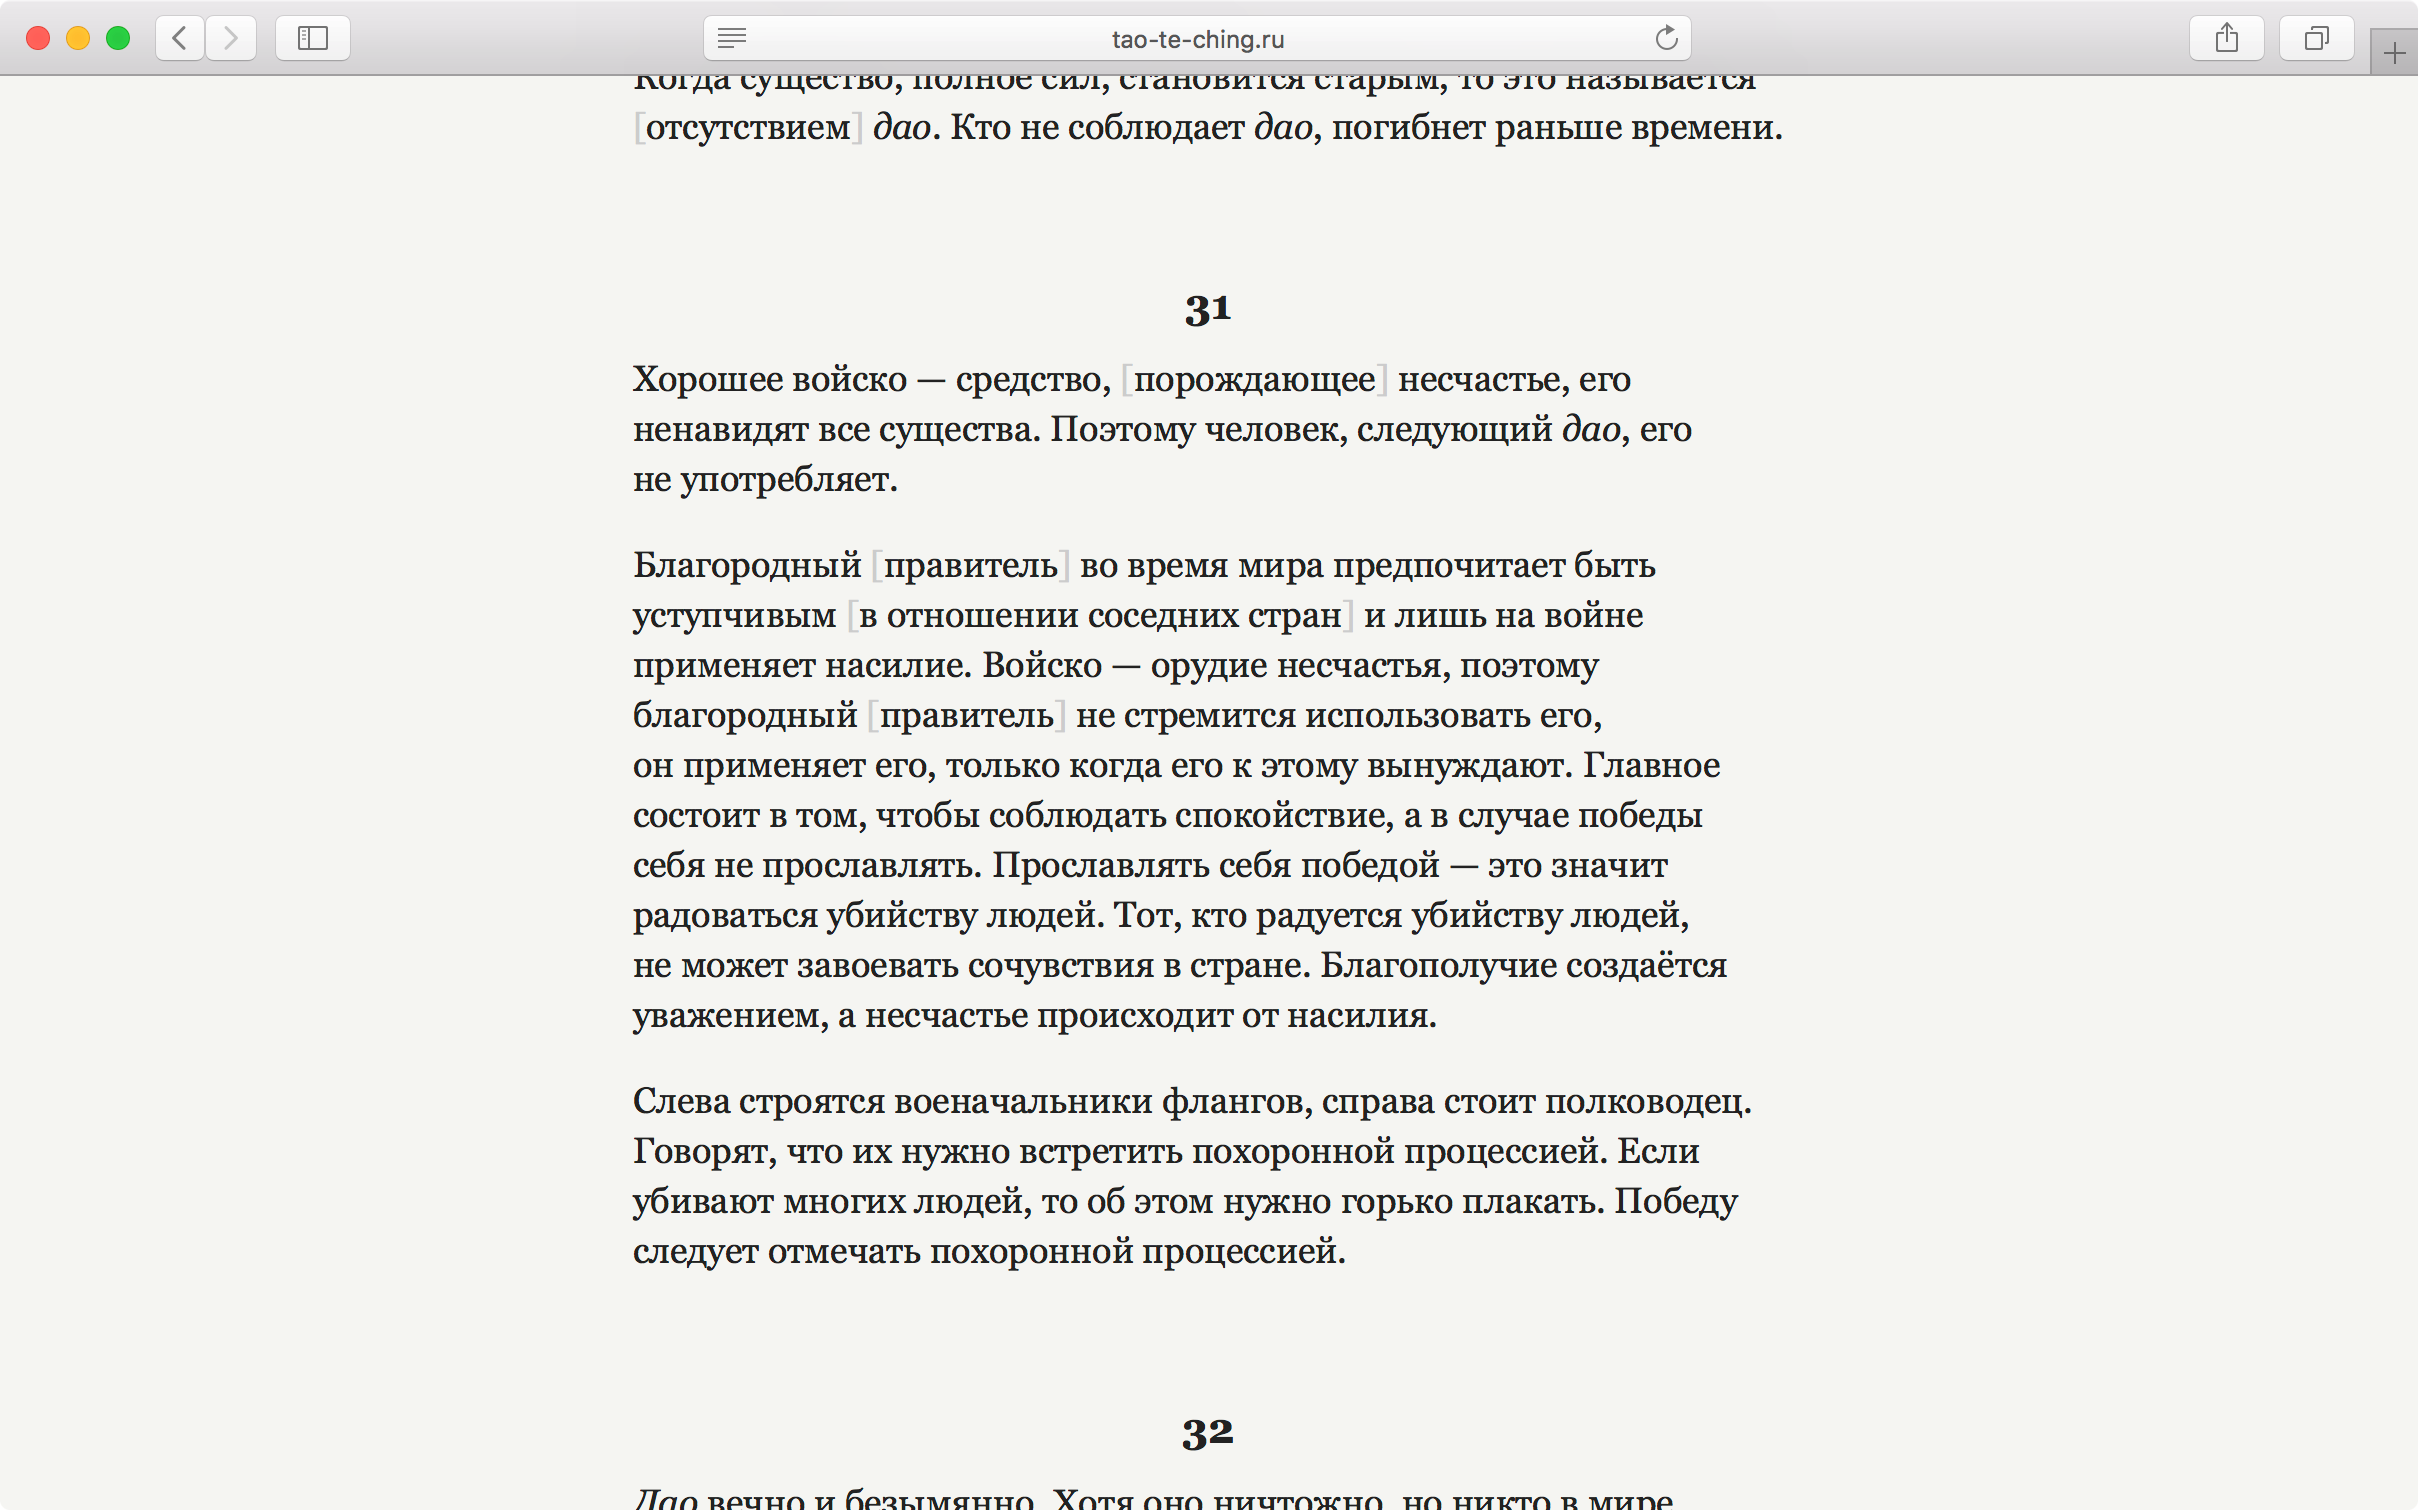 tao-te-ching.ru
Когда существо, полное сил, становится старым, то это называется
[отсутствием] дао. Кто не соблюдает дао, погибнет раньше времени.
31
Хорошее войско — средство, [порождающее] несчастье, его
ненавидят все существа. Поэтому человек, следующий дао, его
не употребляет.
Благородный [правитель] во время мира предпочитает быть
уступчивым [в отношении соседних стран] и лишь на войне
применяет насилие. Войско — орудие несчастья, поэтому
благородный [правитель] не стремится использовать его,
он применяет его, только когда его к этому вынуждают. Главное
состоит в том, чтобы соблюдать спокойствие, а в случае победы
себя не прославлять. Прославлять себя победой — это значит
радоваться убийству людей. Тот, кто радуется убийству людей,
не может завоевать сочувствия в стране. Благополучие создаётся
уважением, а несчастье происходит от насилия.
Слева строятся военачальники флангов, справа стоит полководец.
Говорят, что их нужно встретить похоронной процессией. Если
убивают многих людей, то об этом нужно горько плакать. Победу
следует отмечать похоронной процессией.
32
Дао вечно и безымянно. Хотя оно ничтожно, но никто в мире